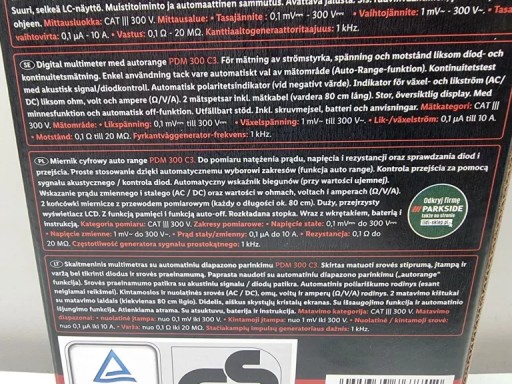 Suuri, selkeä LC-näyttö. Muistitoiminto ja automaattinen sammutus.
ohjeen. Mittausluokka: CAT III 300 V. Mittausalue: • Tasajännite: 0,1 mV⎓ - 300 V⎓ • Vaihtojännite: 1 mV~ - 300 V~.
vaihtovirta: 0,1 µA - 10 A. • Vastus: 0,1 Ω - 20 MΩ. Kanttiaaltogeneraattoritaajuus: 1 kHz.
SE Digital multimeter med autorange PDM 300 C3. För mätning av strömstyrka, spänning och motstånd liksom diod- och
kontinuitetsmätning. Enkel användning tack vare automatiskt val av mätområde (Auto-Range-funktion). Kontinuitetstest
med akustisk signal/diodkontroll. Automatisk polaritetsindikator (vid negativt värde). Indikator för växel- och likström (AC/
DC) liksom ohm, volt och ampere (Ω/V/A). 2 mätspetsar inkl. mätkabel (vardera 80 cm lång). Stor, översiktlig display. Med
minnesfunktion och automatisk off-funktion. Utfällbart stöd. Inkl. skruvmejsel, batteri och anvisningar. Mätkategori: CAT III
300 V. Mätområde: • Likspänning: 0,1 mV⎓ till 300 V⎓ • Växelspänning: 1 mV~ till 300 V~. • Lik-/växelström: 0,1 µA till 10 A
• Motstånd: 0,1 Ω till 20 MΩ. Fyrkantvåggenerator-frekvens: 1 kHz.
PL Miernik cyfrowy auto range PDM 300 C3. Do pomiaru natężenia prądu, napięcia i rezystancji oraz sprawdzania diod i
przejścia. Proste stosowanie dzięki automatycznemu wyborowi zakresów (funkcja auto range). Kontrola przejścia za pomocą
sygnału akustycznego / kontrola diod. Automatyczny wskaźnik biegunów (przy wartości ujemnej).
Wskazanie prądu zmiennego i stałego (AC / DC) oraz wartości w ohmach, voltach i amperach (Ω/V/A).
2 końcówki miernicze z przewodem pomiarowym (każdy o długości ok. 80 cm). Duży, przejrzysty
wyświetlacz LCD. Z funkcją pamięci i funkcją auto-off. Rozkładana stopka. Wraz z wkrętakiem, baterią i
instrukcją. Kategoria pomiaru: CAT III 300 V. Zakresy pomiarowe: • Napięcie stałe: 0,1 mV⎓ do 300 V⎓
• Napięcie zmienne: 1 mV~ do 300 V~ • Prąd stały/zmienny: 0,1 µA do 10 A. • Rezystancja: 0,1 Ω do
20 MΩ. Częstotliwość generatora sygnału prostokątnego: 1 kHz.
Odkryj firmę
PARKSIDE
także na stronie
LT Skaitmeninis multimetras su automatiniu diapazono parinkimu PDM 300 C3. Skirtas matuoti srovės stiprumą, įtampą ir
varžą bei tikrinti diodus ir srovės praeinamumą. Paprasta naudoti su automatiniu diapazono parinkimu („autorange"
funkcija). Srovės praeinamumo patikra su akustiniu signalu / diodų patikra. Automatinis poliariškumo rodinys (esant
neigiamai reikšmei). Kintamosios ir nuolatinės srovės (AC / DC), omų, voltų ir amperų (Ω/V/A) rodinys. 2 matavimo kištukai
su matavimo laidais (kiekvienas 80 cm ilgio). Didelis, aiškus skystųjų kristalų ekranas. Su išsaugojimo funkcija ir automatinio
išjungimo funkcija. Atlenkiama atrama. Su atsuktuvu, baterija ir instrukcija. Matavimo kategorija: CAT III 300 V. Matavimo
diapazonai: • nuolatinė įtampa: nuo 0,1 mV iki 300 V. • Kintamoji įtampa: nuo 1 mV iki 300 V. • Nuolatinė / kintamoji srovė:
nuo 0,1 µA iki 10 A. • Varža: nuo 0,1 Ω iki 20 MΩ. Stačiakampių impulsų generatoriaus dažnis: 1 kHz.
GS